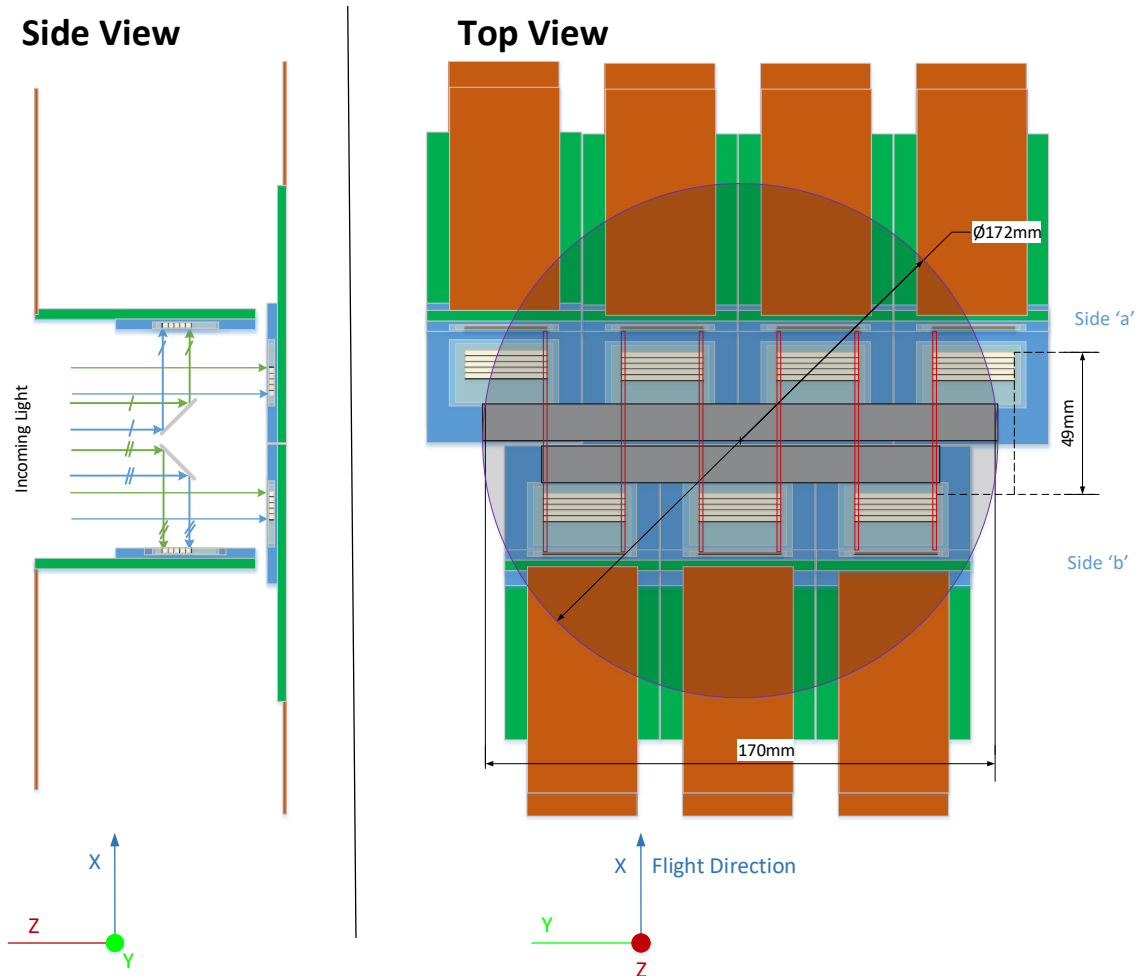 Side View
Top View
Ø172mm
Side 'a'
49mm
Incoming Light
Side 'b'
170mm
X
X
Flight Direction
Z
Y
Y
Z